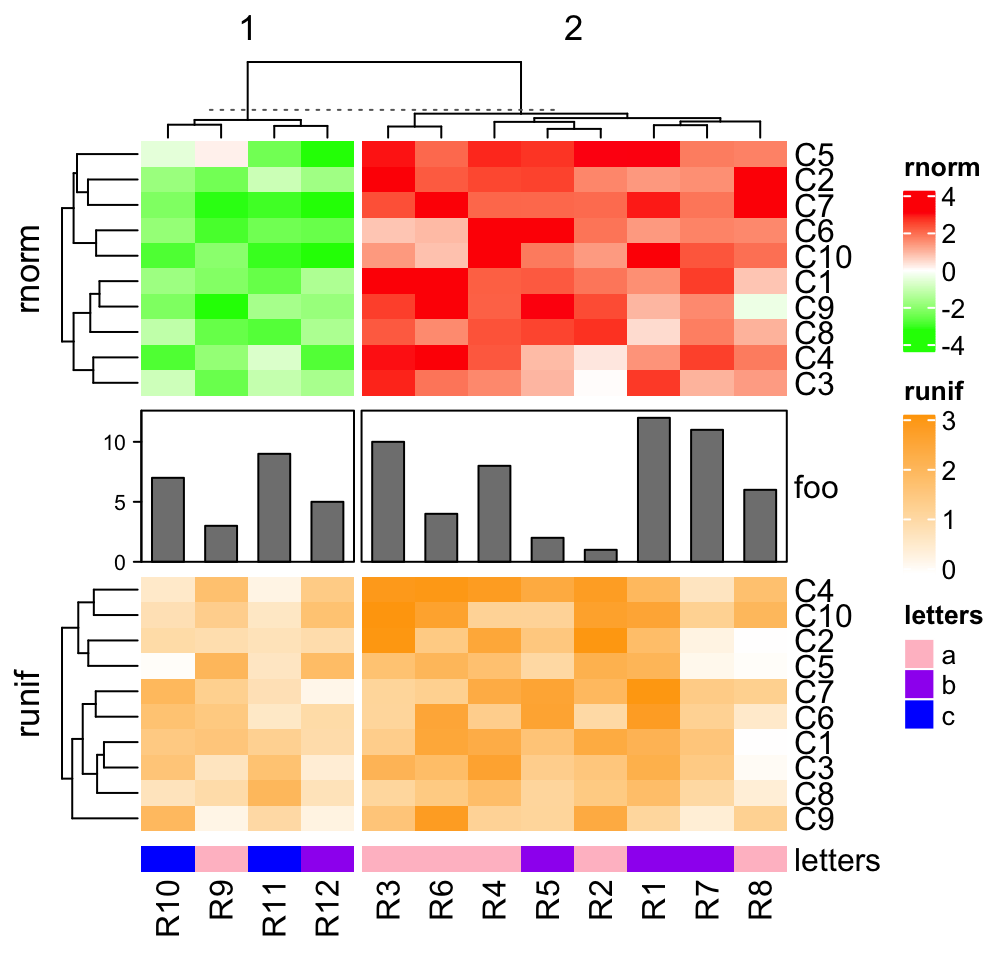 1 2
rnorm
C5
C2
C7
C6
C10
C1
C9
C8
C4
C3
10
5
0
foo
runif
C4
C10
C2
C5
C7
C6
C1
C3
C8
C9
letters
R10 R9 R11 R12 R3 R6 R4 R5 R2 R1 R7 R8
rnorm
4
2
0
-2
-4
runif
3
2
1
0
letters
a
b
c